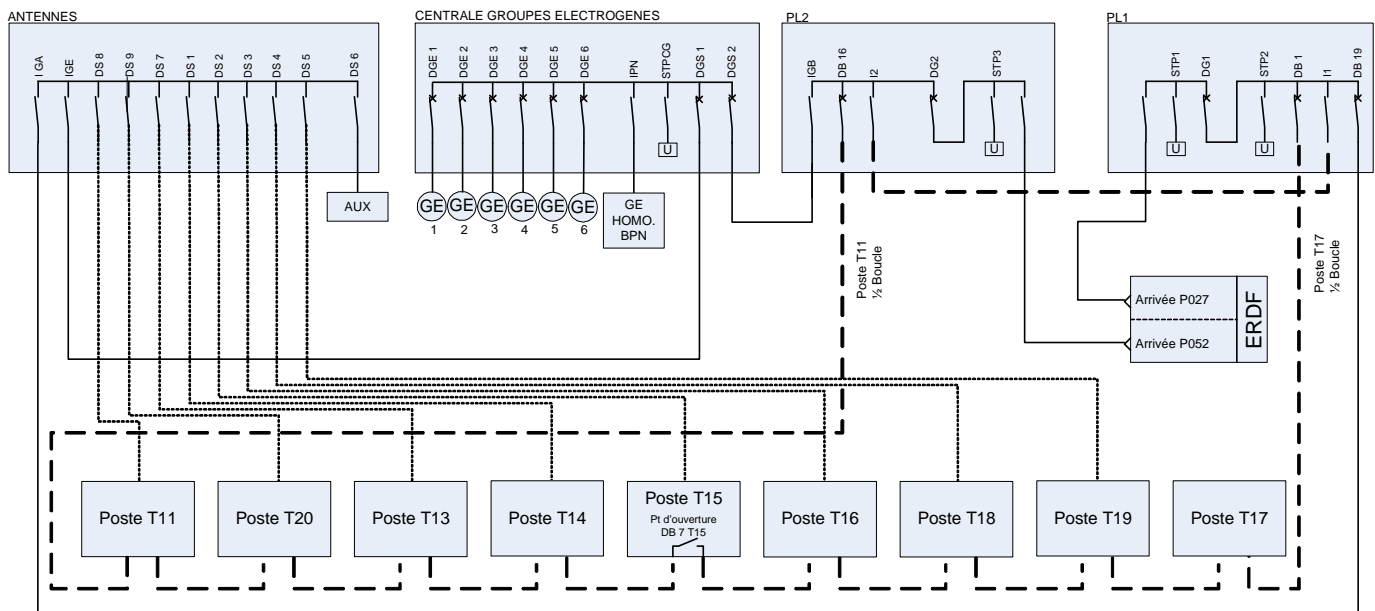 ANTENNES
CENTRALE GROUPES ELECTROGENES
PL2
PL1
I GA
IGE
DS 8
DS 9
DS 7
DS 1
DS 2
DS 3
DS 4
DS 5
DS 6
DGE 1
DGE 2
DGE 3
DGE 4
DGE 5
DGE 6
IPN
STPCG
DGS 1
DGS 2
IGB
DB 16
I2
DG2
STP3
STP1
DG1
STP2
DB 1
I1
DB 19
U
U
U
U
AUX
GE
GE
GE
GE
GE
GE
1
2
3
4
5
6
GE
HOMO.
BPN
Poste T11
½ Boucle
Poste T17
½ Boucle
Arrivée P027
Arrivée P052
ERDF
Poste T11
Poste T20
Poste T13
Poste T14
Poste T15
Pt d'ouverture
DB 7 T15
Poste T16
Poste T18
Poste T19
Poste T17